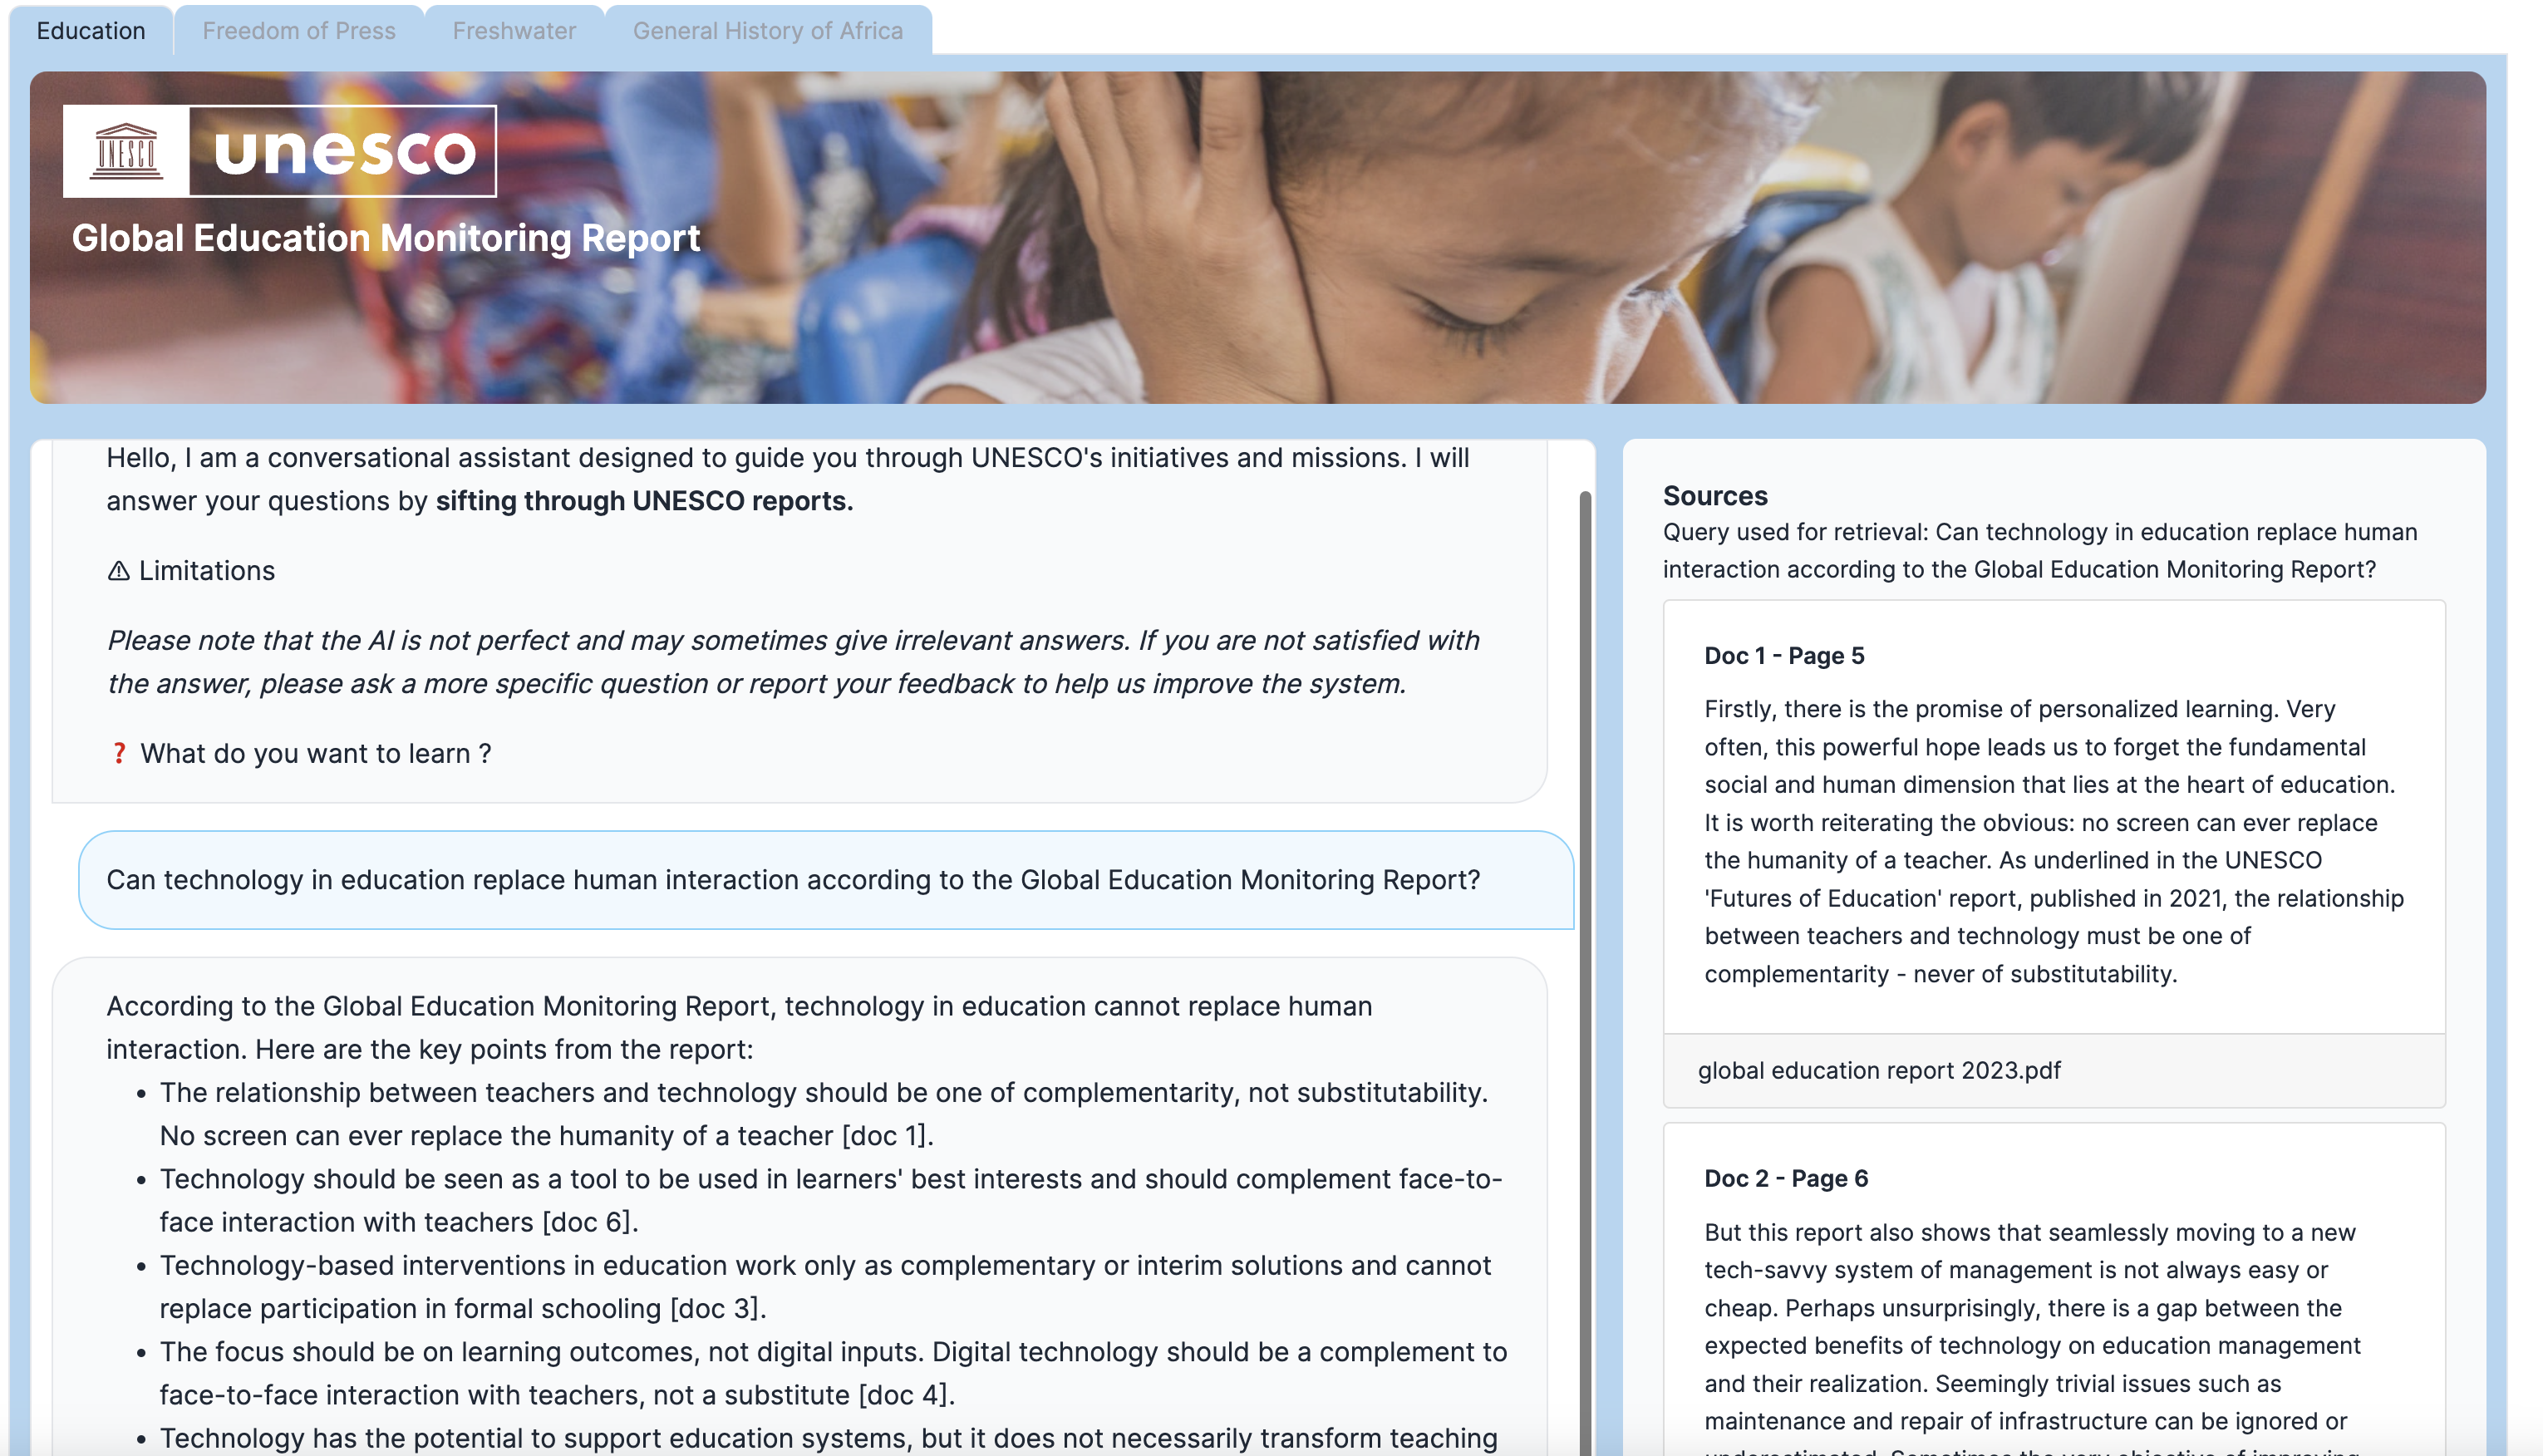 Education
Freedom of Press
Freshwater
General History of Africa
UNESCO
unesco
Global Education Monitoring Report
Hello, I am a conversational assistant designed to guide you through UNESCO's initiatives and missions. I will
answer your questions by sifting through UNESCO reports.
⚠ Limitations
Please note that the AI is not perfect and may sometimes give irrelevant answers. If you are not satisfied with
the answer, please ask a more specific question or report your feedback to help us improve the system.
❓ What do you want to learn ?
Can technology in education replace human interaction according to the Global Education Monitoring Report?
According to the Global Education Monitoring Report, technology in education cannot replace human
interaction. Here are the key points from the report:
• The relationship between teachers and technology should be one of complementarity, not substitutability.
No screen can ever replace the humanity of a teacher [doc 1].
• Technology should be seen as a tool to be used in learners' best interests and should complement face-to-
face interaction with teachers [doc 6].
• Technology-based interventions in education work only as complementary or interim solutions and cannot
replace participation in formal schooling [doc 3].
• The focus should be on learning outcomes, not digital inputs. Digital technology should be a complement to
face-to-face interaction with teachers, not a substitute [doc 4].
• Technology has the potential to support education systems, but it does not necessarily transform teaching
Sources
Query used for retrieval: Can technology in education replace human
interaction according to the Global Education Monitoring Report?
Doc 1 - Page 5
Firstly, there is the promise of personalized learning. Very
often, this powerful hope leads us to forget the fundamental
social and human dimension that lies at the heart of education.
It is worth reiterating the obvious: no screen can ever replace
the humanity of a teacher. As underlined in the UNESCO
'Futures of Education' report, published in 2021, the relationship
between teachers and technology must be one of
complementarity - never of substitutability.
global education report 2023.pdf
Doc 2 - Page 6
But this report also shows that seamlessly moving to a new
tech-savvy system of management is not always easy or
cheap. Perhaps unsurprisingly, there is a gap between the
expected benefits of technology on education management
and their realization. Seemingly trivial issues such as
maintenance and repair of infrastructure can be ignored or
underestimated. Sometimes the very objective of improving